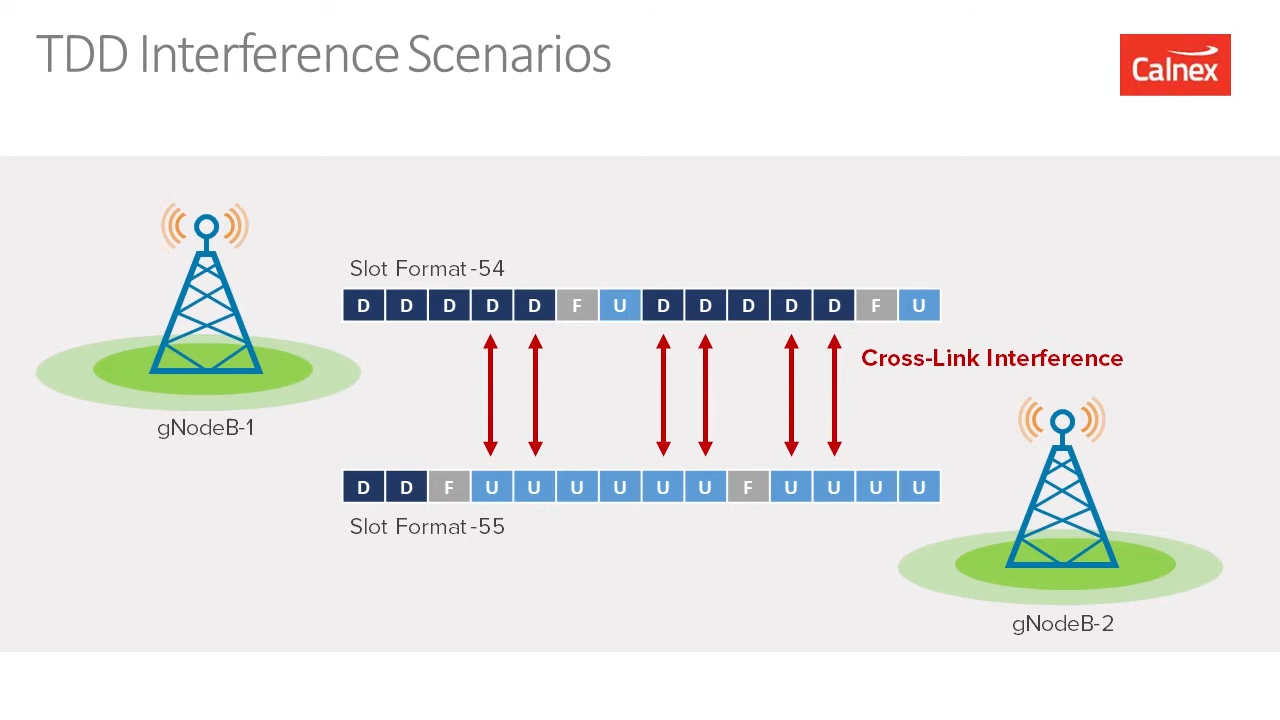 TDD Interference Scenarios
Calnex
Slot Format-54
D D D D D F U D D D D D F U
Cross-Link Interference
gNodeB-1
D D F U U U U U U F U U U U
Slot Format-55
gNodeB-2